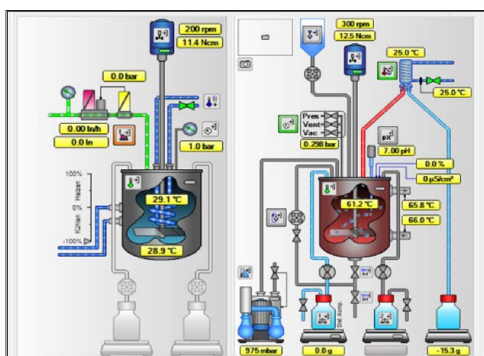 200 rpm
11.4 Ncm
0.0 bar
0.00 ln/h
0.0 ln
1.0 bar
100%
Heizen
0%
Kühlen
-100%
29.1 °C
28.9 °C
300 rpm
12.5 Ncm
25.0 °C
25.0 °C
Pres
Vent
Vac
0.298 bar
pH
7.00 pH
0.0 %
0 µS/cm²
61.2 °C
65.8 °C
66.0 °C
975 mbar
0.0 g
-15.3 g